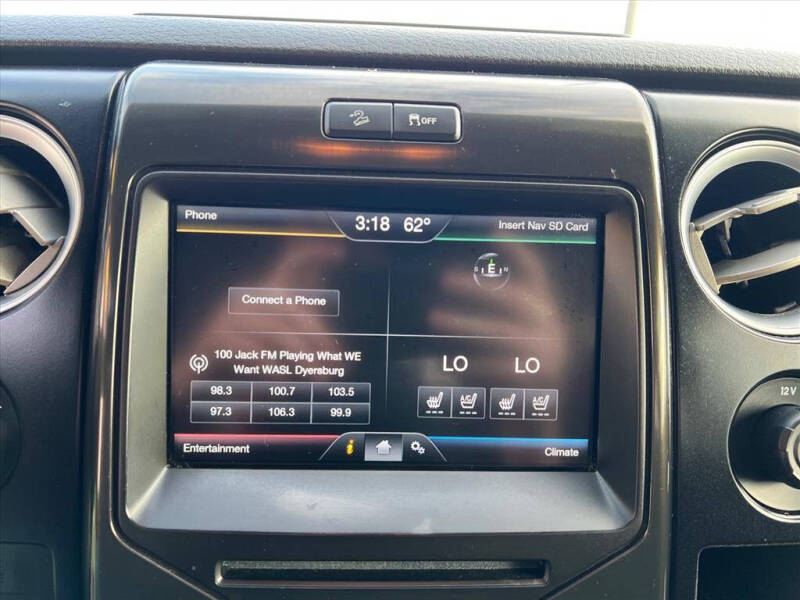 OFF
Phone
3:18 62°
Insert Nav SD Card
S E N
Connect a Phone
100 Jack FM Playing What WE
Want WASL Dyersburg
98.3 100.7 103.5
97.3 106.3 99.9
LO LO
A/C A/C
Entertainment
i
Climate
12V